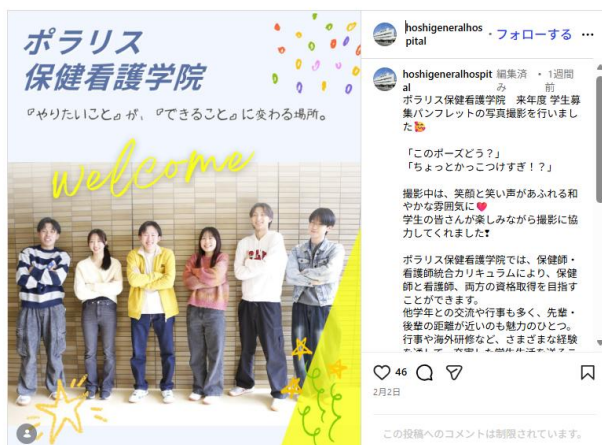 ポラリス
保健看護学院
『やりたいこと』が、『できること』に変わる場所。
welcome
hoshigeneralhos
pital
・フォローする
hoshigeneralhospit
al
編集済み
・1週間前
ポラリス保健看護学院　来年度 学生募
集パンフレットの写真撮影を行いまし
た🥰
「このポーズどう？」
「ちょっとかっこつけすぎ！？」
撮影中は、笑顔と笑い声があふれる和
やかな雰囲気に❤️
学生の皆さんが楽しみながら撮影に協
力してくれました❣
ポラリス保健看護学院では、保健師・
看護師統合カリキュラムにより、保健
師と看護師、両方の資格取得を目指す
ことができます。
他学年との交流や行事も多く、先輩・
後輩の距離が近いのも魅力のひとつ。
行事や海外研修など、さまざまな経験
46
2月2日
この投稿へのコメントは制限されています。